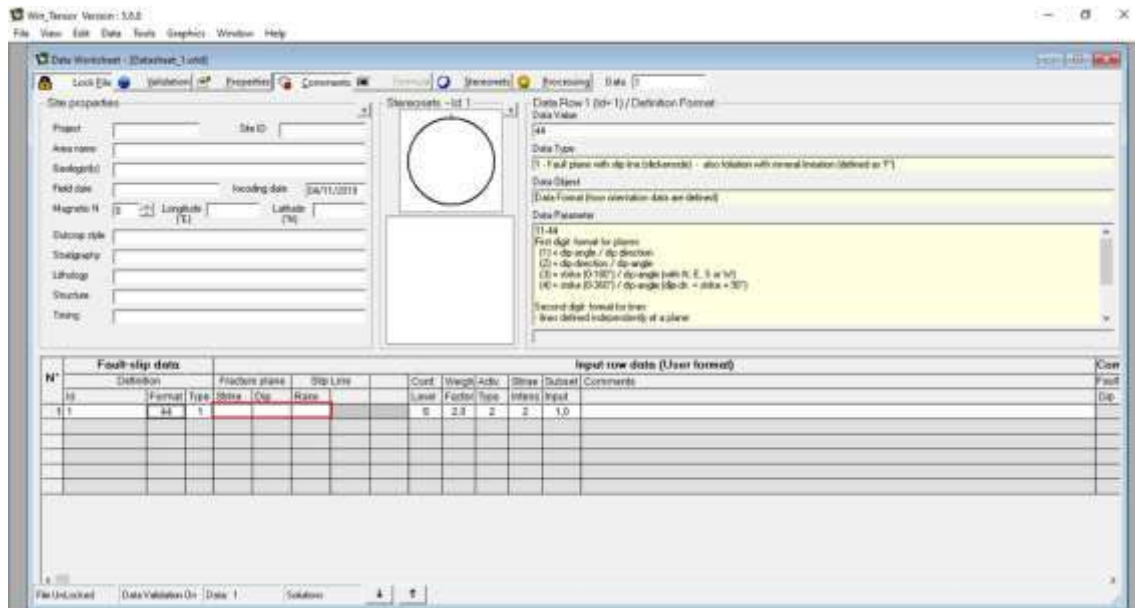 Win_Tensor Version: 5.8.8
File View Edit Data Tools Graphics Window Help
Data Worksheet - [Datasheet_1.wtd]
Lock File Validation Properties Comments Stereosets Processing Data 1
Site properties
Project Site ID
Area name
Geologist(s)
Field date Incoding date 04/11/2019
Magnetic N 0 Longitude (°E) Latitude (°N)
Outcrop style
Stratigraphy
Lithology
Structure
Timing
Stereosets - Id 1
Data Row 1 (Id= 1) / Definition Format
Data Value
44
Data Type
1 - Fault plane with slip line (slickenside) - also foliation with mineral lineation (defined as 'F')
Data Object
Data Format (how orientation data are defined)
Data Parameter
11-44
First digit: format for planes
(1) = dip-angle / dip-direction
(2) = dip-direction / dip-angle
(3) = strike (0-180°) / dip-angle (with N, E, S or W)
(4) = strike (0-360°) / dip-angle (dip-dir. = strike + 90°)
Second digit: format for lines
- lines defined independently of a plane
N° Fault-slip data Input row data (User format)
Definition Fracture plane Slip Line Conf. Weight Activ. Striae Subset Comments
Id Format Type Strike Dip Rake Level Factor Type Intens Input Dip
1 1 44 1 S 2,0 2 2 1,0
File UnLocked Data Validation On Data: 1 Solutions